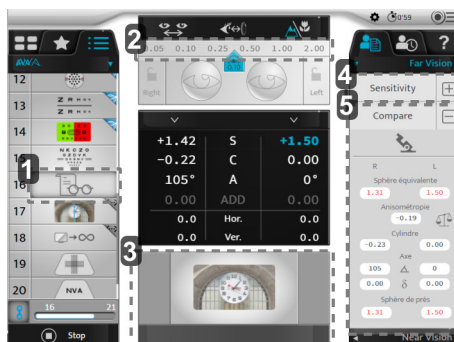 0'59
AVA/A
12
13
Z R H O V
14
15
N K O Z O
R Z D V R
16
17
18
→∞
19
20 NVA
16 21
Stop
1
2
0.05 0.10 0.25 0.50 1.00 2.00
Right
Left
+1.42 S +1.50
-0.22 C 0.00
105° A 0°
0.00 ADD 0.00
0.0 Hor. 0.0
0.0 Ver. 0.0
3
?
Far Vision
4
Sensitivity +
5
Compare −
R L
Sphère équivalente
1.31 1.50
Anisométropie
-0.19
Cylindre
-0.23 0.00
Axe
105 0
0.00 0.00
Sphère de près
1.31 1.50
Near Vision